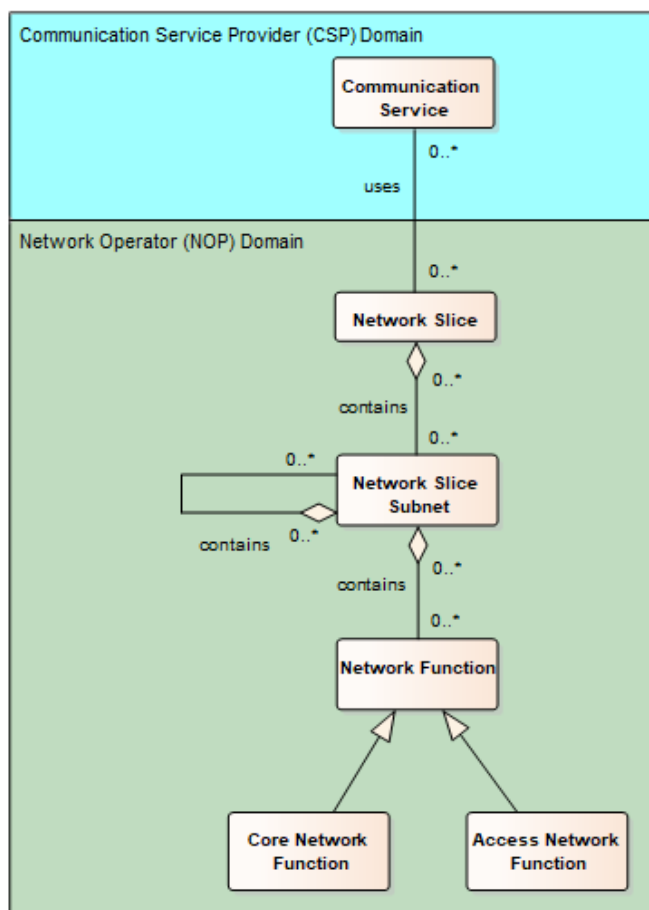 Communication Service Provider (CSP) Domain
Communication
Service
0..*
uses
Network Operator (NOP) Domain
0..*
Network Slice
0..*
contains
0..*
0..*
Network Slice
Subnet
0..*
contains
0..*
contains
0..*
Network Function
Core Network
Function
Access Network
Function